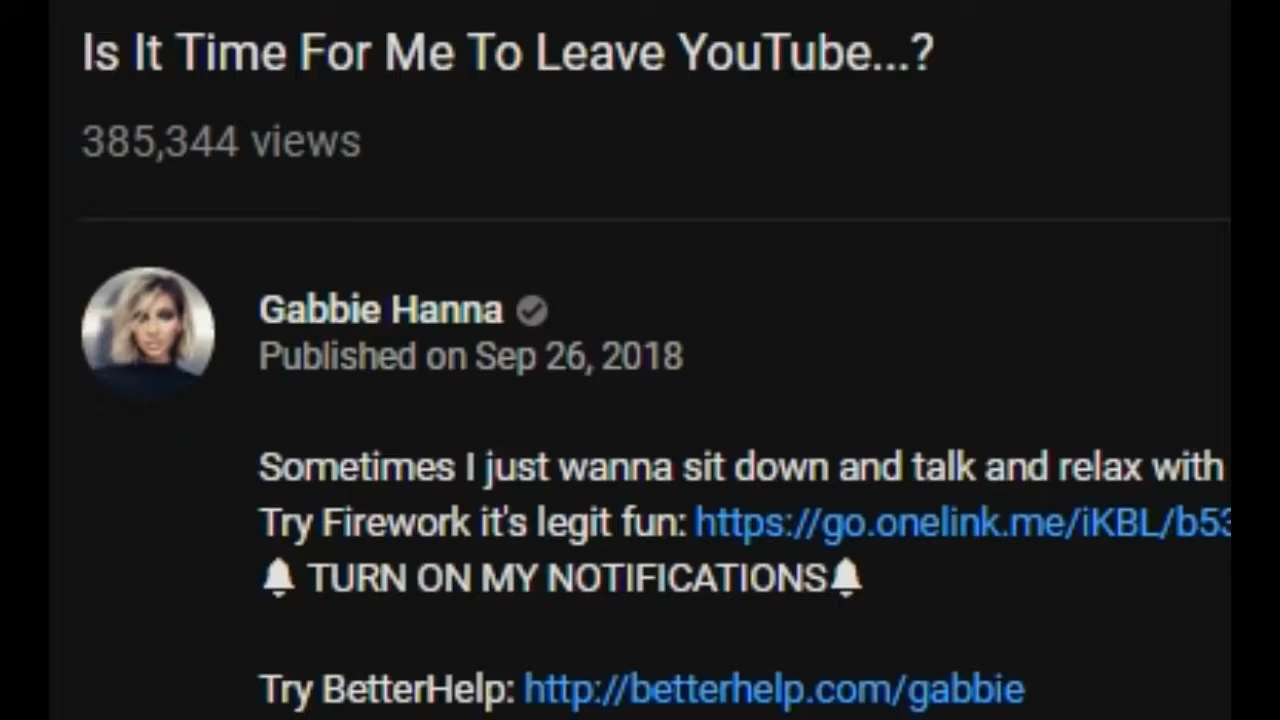 Is It Time For Me To Leave YouTube...?
385,344 views
Gabbie Hanna
Published on Sep 26, 2018
Sometimes I just wanna sit down and talk and relax with
Try Firework it's legit fun: https://go.onelink.me/iKBL/b53
🔔 TURN ON MY NOTIFICATIONS🔔
Try BetterHelp: http://betterhelp.com/gabbie